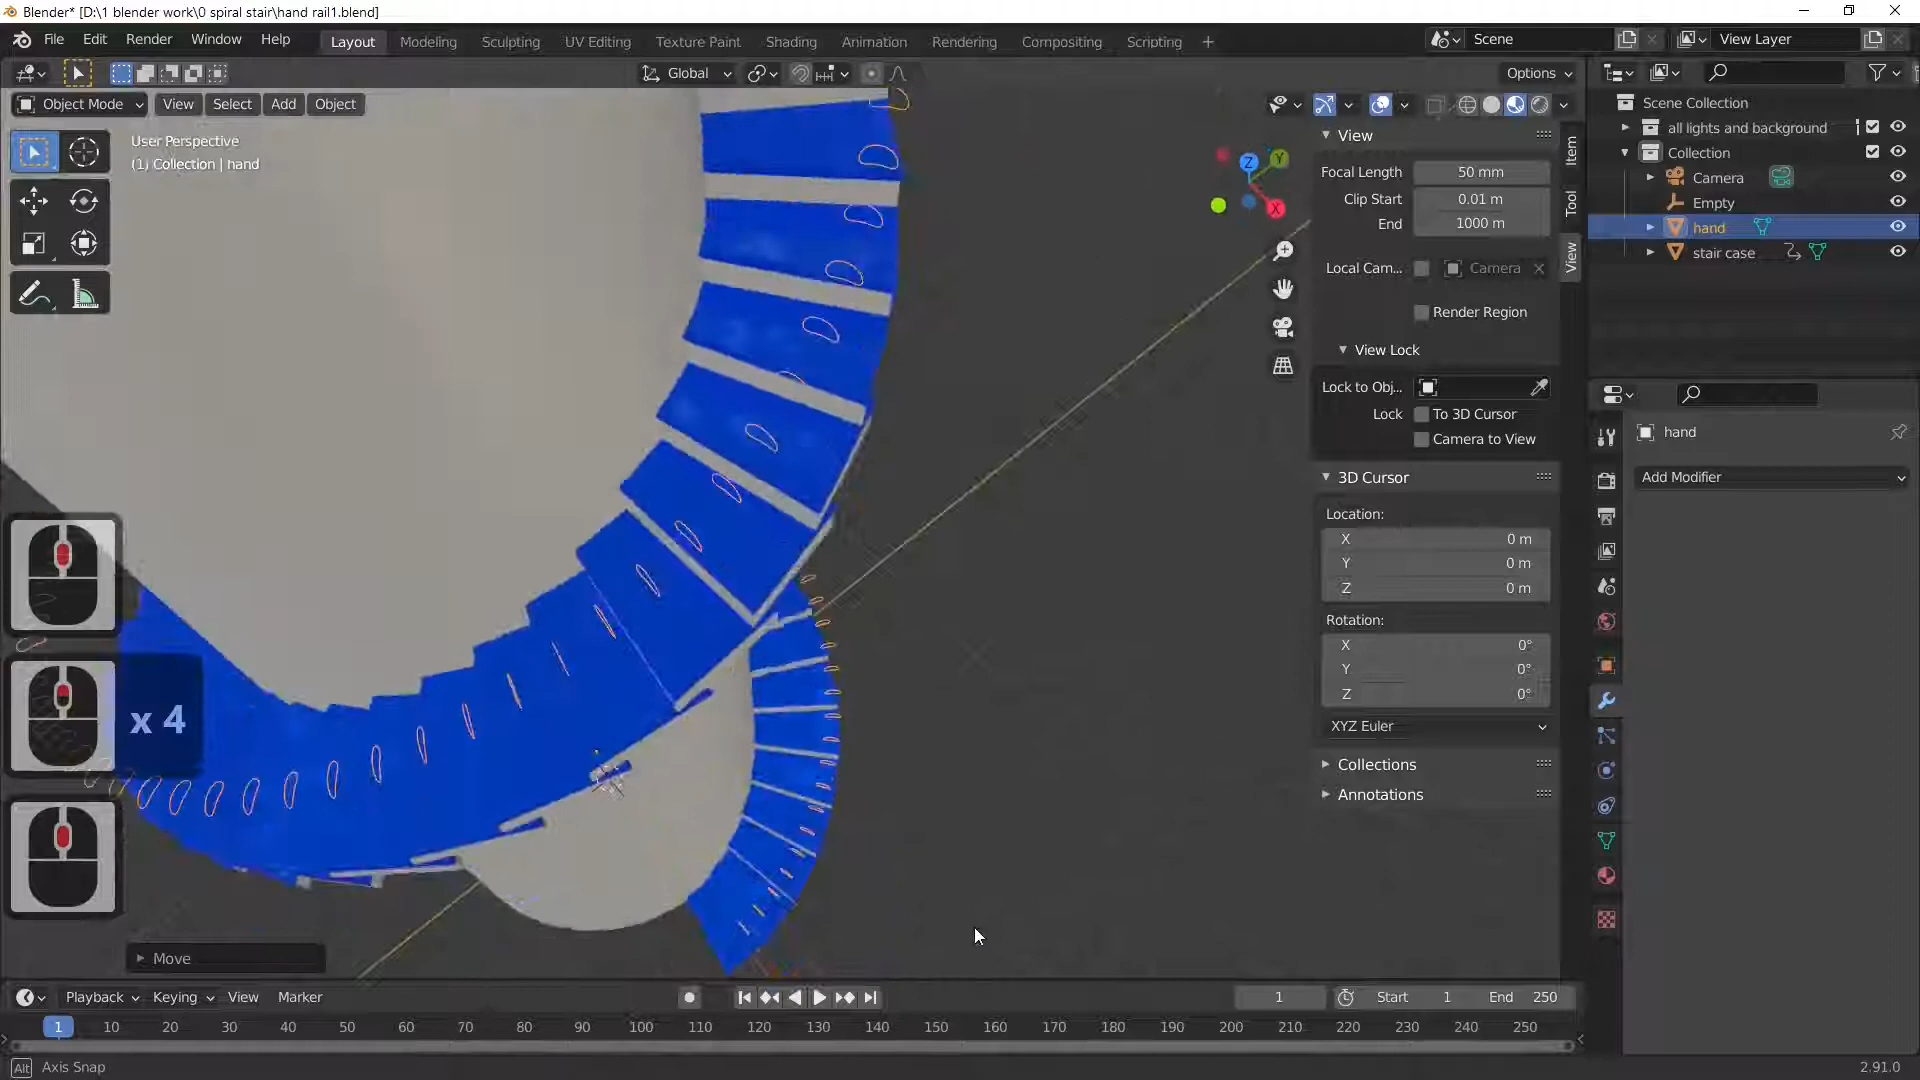 Blender* [D:\1 blender work\0 spiral stair\hand rail1.blend]
File Edit Render Window Help
Layout Modeling Sculpting UV Editing Texture Paint Shading Animation Rendering Compositing Scripting +
Scene
View Layer
Global
Options
Object Mode View Select Add Object
User Perspective
(1) Collection | hand
X
Y
Z
View
Focal Length 50 mm
Clip Start 0.01 m
End 1000 m
Local Cam... Camera
Render Region
View Lock
Lock to Obj...
Lock To 3D Cursor
Camera to View
3D Cursor
Location:
X 0 m
Y 0 m
Z 0 m
Rotation:
X 0°
Y 0°
Z 0°
XYZ Euler
Collections
Annotations
Item
Tool
View
Scene Collection
all lights and background
Collection
Camera
Empty
hand
stair case
hand
Add Modifier
x 4
Move
Playback Keying View Marker
1 Start 1 End 250
1 10 20 30 40 50 60 70 80 90 100 110 120 130 140 150 160 170 180 190 200 210 220 230 240 250
Alt Axis Snap
2.91.0